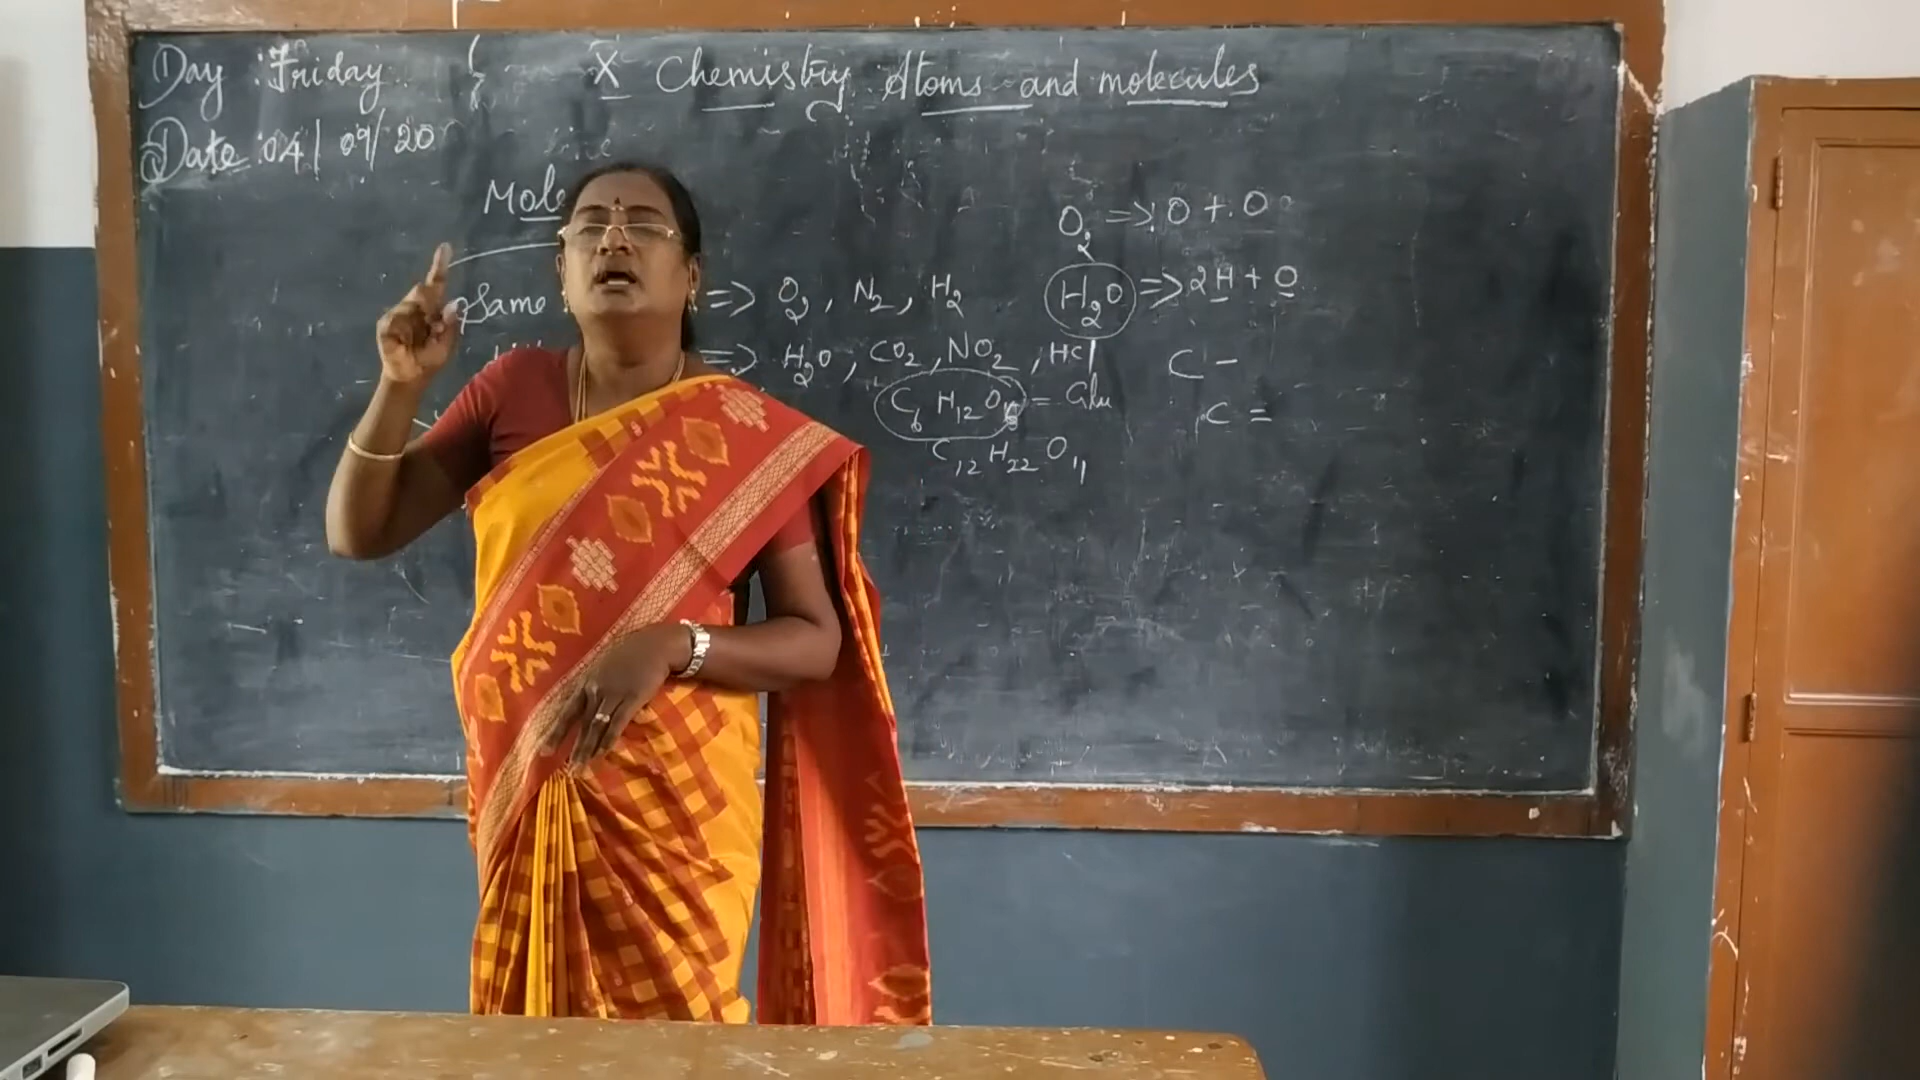 Day : Friday
X Chemistry Atoms and molecules
Date : 04/09/20
Mole
O₂ => O + O
Same => O₂, N₂, H₂
H₂O => 2H + O
=> H₂O, CO₂, NO₂, HCl
C -
C₆ H₁₂ O₆ = Glu
C =
C₁₂ H₂₂ O₁₁